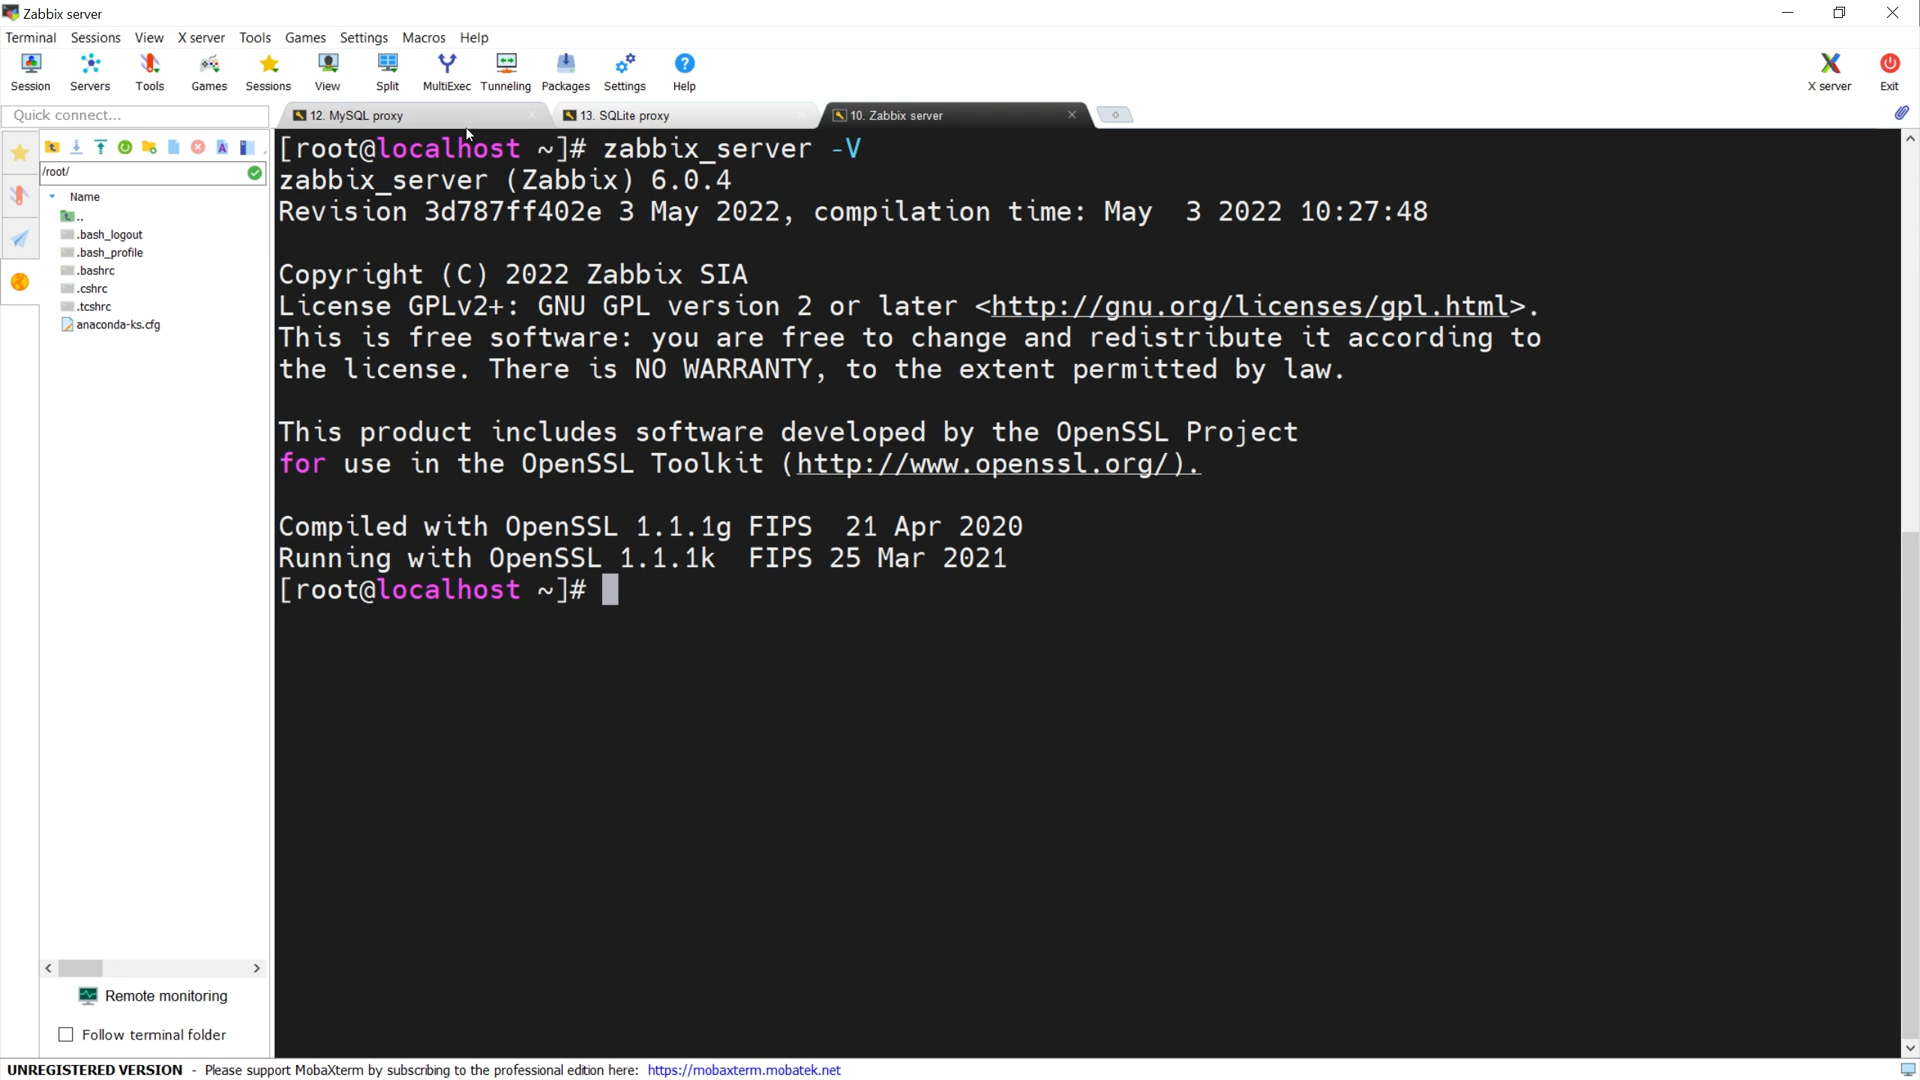 Zabbix server
Terminal Sessions View X server Tools Games Settings Macros Help
Session Servers Tools Games Sessions View Split MultiExec Tunneling Packages Settings Help X server Exit
Quick connect...
12. MySQL proxy
13. SQLite proxy
10. Zabbix server
/root/
Name
..
.bash_logout
.bash_profile
.bashrc
.cshrc
.tcshrc
anaconda-ks.cfg
Remote monitoring
Follow terminal folder
[root@localhost ~]# zabbix_server -V
zabbix_server (Zabbix) 6.0.4
Revision 3d787ff402e 3 May 2022, compilation time: May  3 2022 10:27:48
Copyright (C) 2022 Zabbix SIA
License GPLv2+: GNU GPL version 2 or later <http://gnu.org/licenses/gpl.html>.
This is free software: you are free to change and redistribute it according to
the license. There is NO WARRANTY, to the extent permitted by law.
This product includes software developed by the OpenSSL Project
for use in the OpenSSL Toolkit (http://www.openssl.org/).
Compiled with OpenSSL 1.1.1g FIPS  21 Apr 2020
Running with OpenSSL 1.1.1k  FIPS 25 Mar 2021
[root@localhost ~]#
UNREGISTERED VERSION - Please support MobaXterm by subscribing to the professional edition here: https://mobaxterm.mobatek.net